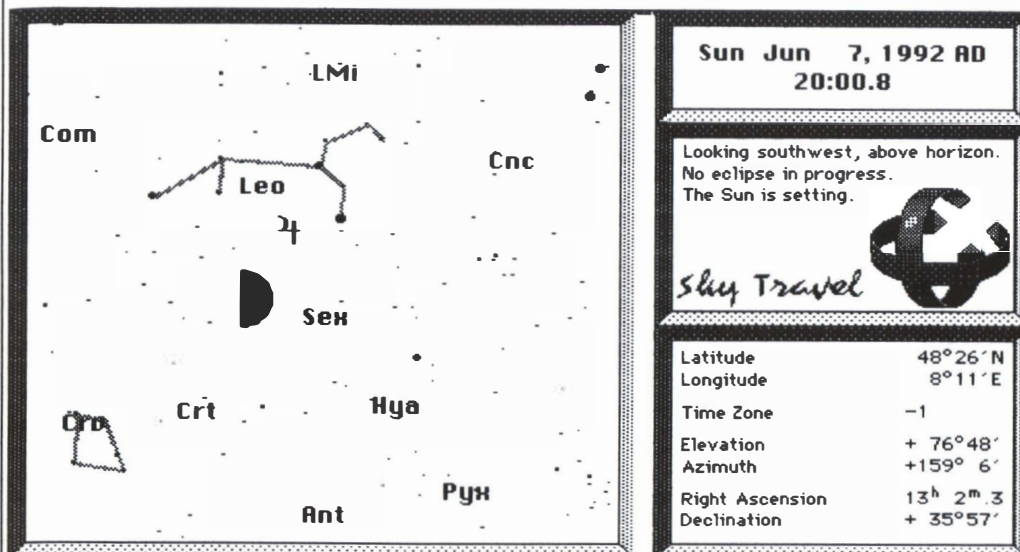 LMi
Com
Cnc
Leo
♃
Sex
Crt
Hya
Crv
Pyx
Ant
Sun Jun 7, 1992 AD
20:00.8
Looking southwest, above horizon.
No eclipse in progress.
The Sun is setting.
Sky Travel
Latitude 48°26´N
Longitude 8°11´E
Time Zone -1
Elevation + 76°48´
Azimuth +159° 6´
Right Ascension 13h 2m.3
Declination + 35°57´